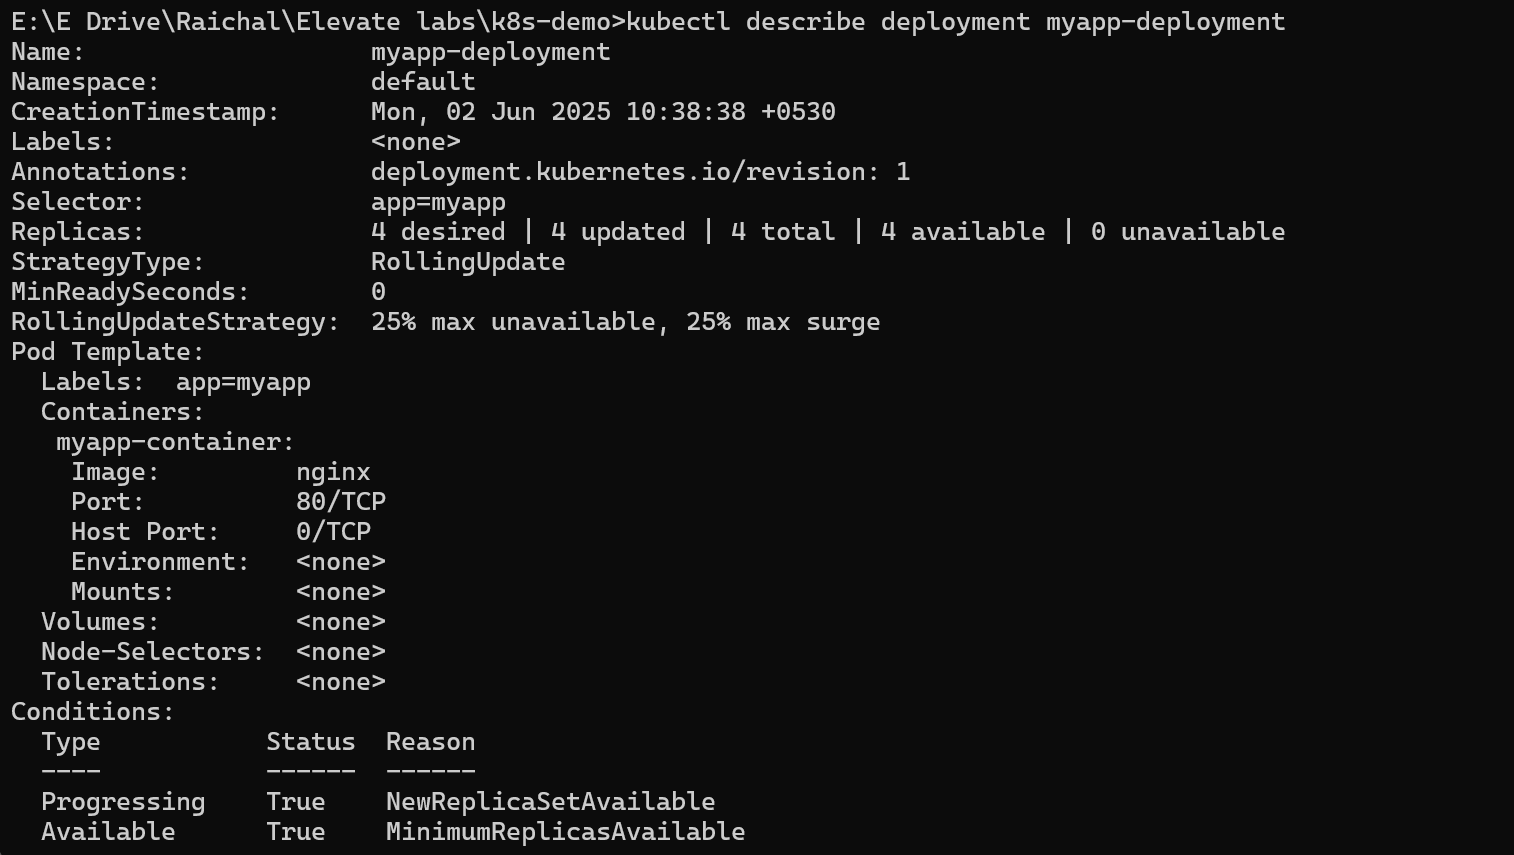 E:\E Drive\Raichal\Elevate labs\k8s-demo>kubectl describe deployment myapp-deployment
Name:                   myapp-deployment
Namespace:              default
CreationTimestamp:      Mon, 02 Jun 2025 10:38:38 +0530
Labels:                 <none>
Annotations:            deployment.kubernetes.io/revision: 1
Selector:               app=myapp
Replicas:               4 desired | 4 updated | 4 total | 4 available | 0 unavailable
StrategyType:           RollingUpdate
MinReadySeconds:        0
RollingUpdateStrategy:  25% max unavailable, 25% max surge
Pod Template:
  Labels:  app=myapp
  Containers:
   myapp-container:
    Image:         nginx
    Port:          80/TCP
    Host Port:     0/TCP
    Environment:   <none>
    Mounts:        <none>
  Volumes:         <none>
  Node-Selectors:  <none>
  Tolerations:     <none>
Conditions:
  Type           Status  Reason
  ----           ------  ------
  Progressing    True    NewReplicaSetAvailable
  Available      True    MinimumReplicasAvailable